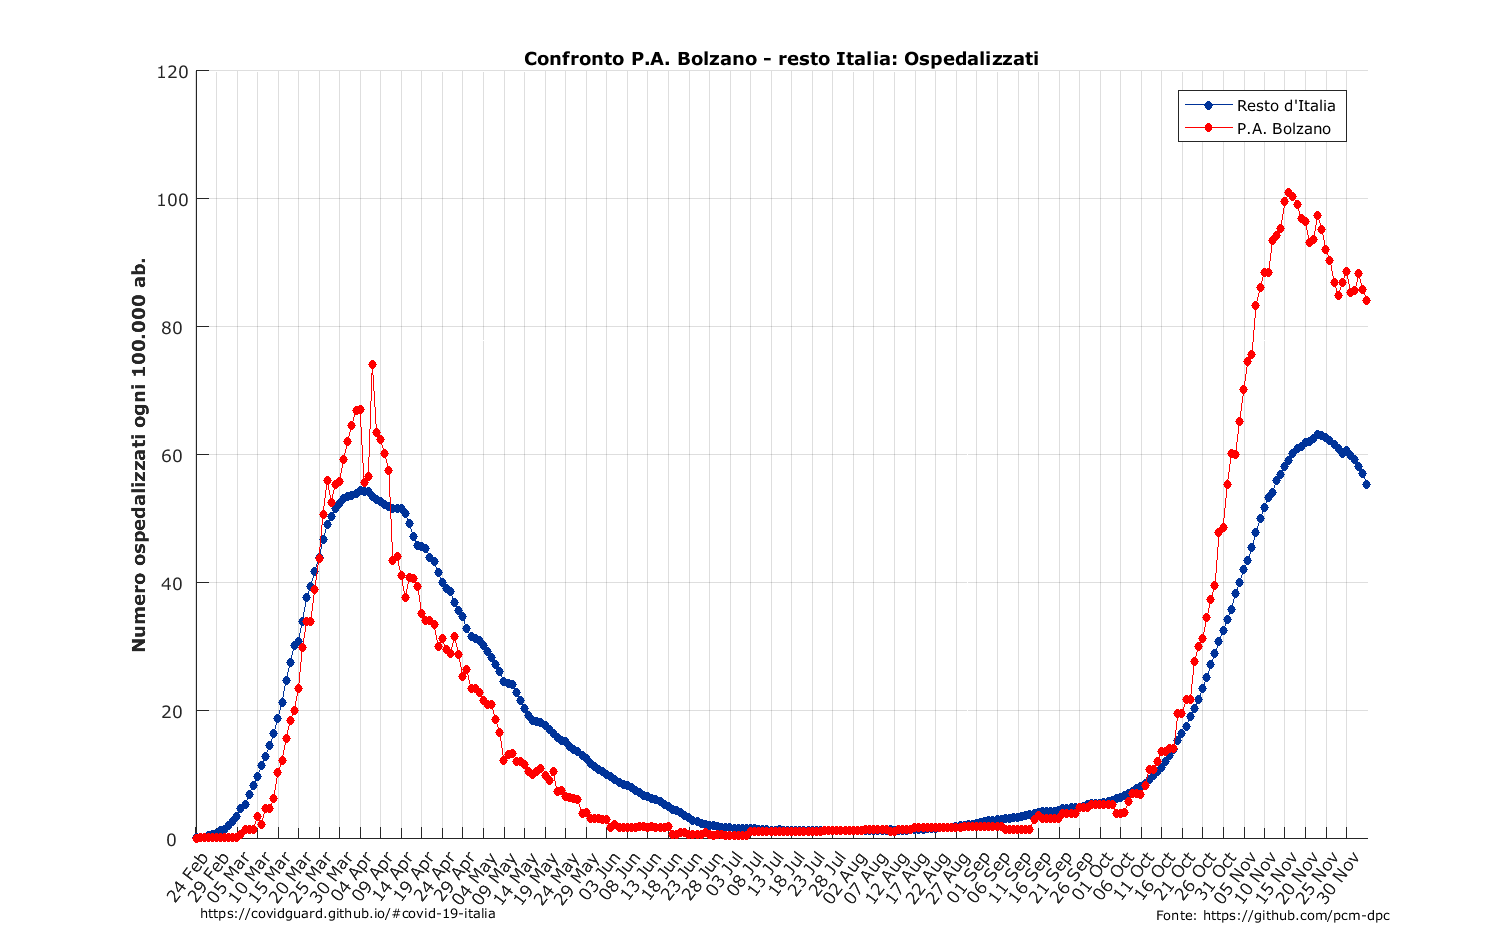 Confronto P.A. Bolzano - resto Italia: Ospedalizzati
Resto d'Italia
P.A. Bolzano
Numero ospedalizzati ogni 100.000 ab.
120
100
80
60
40
20
0
24 Feb
29 Feb
05 Mar
10 Mar
15 Mar
20 Mar
25 Mar
30 Mar
04 Apr
09 Apr
14 Apr
19 Apr
24 Apr
29 Apr
04 May
09 May
14 May
19 May
24 May
29 May
03 Jun
08 Jun
13 Jun
18 Jun
23 Jun
28 Jun
03 Jul
08 Jul
13 Jul
18 Jul
23 Jul
28 Jul
02 Aug
07 Aug
12 Aug
17 Aug
22 Aug
27 Aug
01 Sep
06 Sep
11 Sep
16 Sep
21 Sep
26 Sep
01 Oct
06 Oct
11 Oct
16 Oct
21 Oct
26 Oct
31 Oct
05 Nov
10 Nov
15 Nov
20 Nov
25 Nov
30 Nov
https://covidguard.github.io/#covid-19-italia
Fonte: https://github.com/pcm-dpc